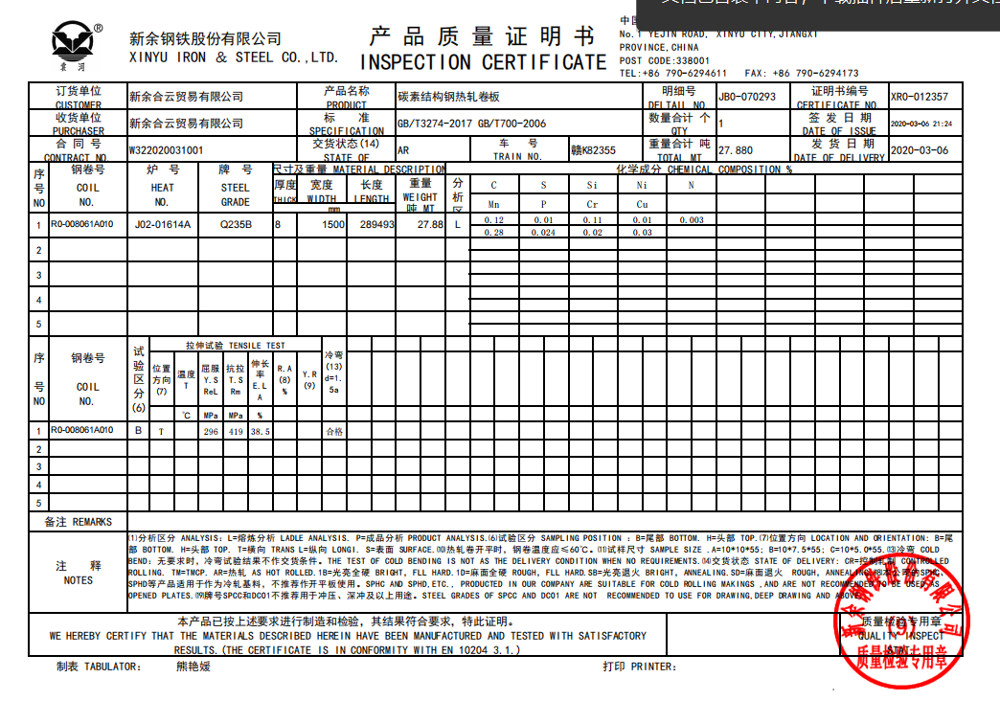 新余钢铁股份有限公司
XINYU IRON & STEEL CO.,LTD.
袁河
®
产品质量证明书
INSPECTION CERTIFICATE
No.1 YEJIN ROAD, XINYU CITY,JIANGXI
PROVINCE,CHINA
POST CODE:338001
TEL:+86 790-6294611 FAX: +86 790-6294173
订货单位 CUSTOMER 新余合云贸易有限公司 产品名称 PRODUCT 碳素结构钢热轧卷板 明细号 DELTAIL NO. JB0-070293 证明书编号 CERTIFICATE NO. XR0-012357
收货单位 PURCHASER 新余合云贸易有限公司 标 准 SPECIFICATION GB/T3274-2017 GB/T700-2006 数量合计 个 QTY 1 签发日期 DATE OF ISSUE 2020-03-06 21:24
合同号 CONTRACT NO. W322020031001 交货状态(14) STATE OF AR 车 号 TRAIN NO. 赣K82355 重量合计 吨 TOTAL MT 27.880 发货日期 DATE OF DELIVERY 2020-03-06
序号 NO 钢卷号 COIL NO. 炉 号 HEAT NO. 牌 号 STEEL GRADE 尺寸及重量 MATERIAL DESCRIPTION 厚度 THICK 宽度 WIDTH 长度 LENGTH mm 重量 WEIGHT 吨 MT 分析区 化学成分 CHEMICAL COMPOSITION %
C S Si Ni N
Mn P Cr Cu
1 R0-008061A010 J02-01614A Q235B 8 1500 289493 27.88 L 0.12 0.01 0.11 0.01 0.003
0.28 0.024 0.02 0.03
2
3
4
5
序号 NO 钢卷号 COIL NO. 试验区分(6) 拉伸试验 TENSILE TEST 位置方向(7) 温度 T 屈服 Y.S ReL 抗拉 T.S Rm 伸长率 E.L A R.A (8) % Y.R (9) 冷弯 (13) d=1.5a
℃ MPa MPa %
1 R0-008061A010 B T 296 419 38.5 合格
2
3
4
5
备注 REMARKS
注 释 NOTES
⑴分析区分 ANALYSIS: L=熔炼分析 LADLE ANALYSIS. P=成品分析 PRODUCT ANALYSIS.⑹试验区分 SAMPLING POSITION : B=尾部 BOTTOM. H=头部 TOP.⑺位置方向 LOCATION AND ORIENTATION: B=尾
部 BOTTOM. H=头部 TOP. T=横向 TRANS L=纵向 LONGI. S=表面 SURFACE.⑽热轧卷开平时, 钢卷温度应≤60℃。⑾试样尺寸 SAMPLE SIZE .A=10*10*55; B=10*7.5*55; C=10*5.0*55.⒀冷弯 COLD
BEND: 无要求时, 冷弯试验结果不作交货条件。THE TEST OF COLD BENDING IS NOT AS THE DELIVERY CONDITION WHEN NO REQUIREMENTS.⒁交货状态 STATE OF DELIVERY: CR=控制轧制 CONTROLLED
ROLLING. TM=TMCP. AR=热轧 AS HOT ROLLED.1B=光亮全硬 BRIGHT, FLL HARD.1D=麻面全硬 ROUGH, FLL HARD.SB=光亮退火 BRIGHT, ANNEALING.SD=麻面退火 ROUGH, ANNEALING.⒅本公司的SPHC、
SPHD等产品适用于作为冷轧基料, 不推荐作开平板使用。SPHC AND SPHD,ETC., PRODUCTED IN OUR COMPANY ARE SUITABLE FOR COLD ROLLING MAKINGS ,AND ARE NOT RECOMMENDED TO BE USED AS
OPENED PLATES.⒆牌号SPCC和DC01不推荐用于冲压、深冲及以上用途。STEEL GRADES OF SPCC AND DC01 ARE NOT RECOMMENDED TO USE FOR DRAWING,DEEP DRAWING AND ABOVE.
本产品已按上述要求进行制造和检验, 其结果符合要求, 特此证明。
WE HEREBY CERTIFY THAT THE MATERIALS DESCRIBED HEREIN HAVE BEEN MANUFACTURED AND TESTED WITH SATISFACTORY
RESULTS.(THE CERTIFICATE IS IN CONFORMITY WITH EN 10204 3.1.)
质量检验专用章
QUALITY INSPECT
STAT.
新余钢铁股份有限公司
(9)
质量检验专用章
制表 TABULATOR: 熊艳媛
打印 PRINTER: